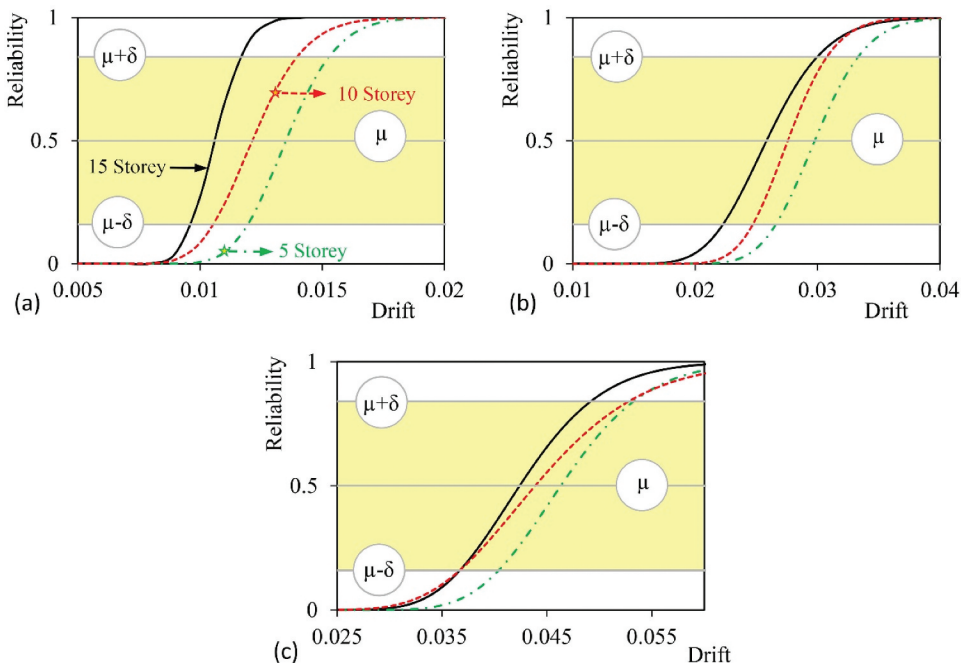 1
μ+δ
Reliability
10 Storey
0.5
μ
15 Storey
μ-δ
5 Storey
0
0.005
0.01
0.015
0.02
(a)
Drift
1
μ+δ
Reliability
0.5
μ
μ-δ
0
0.01
0.02
0.03
0.04
(b)
Drift
1
μ+δ
Reliability
0.5
μ
μ-δ
0
0.025
0.035
0.045
0.055
(c)
Drift